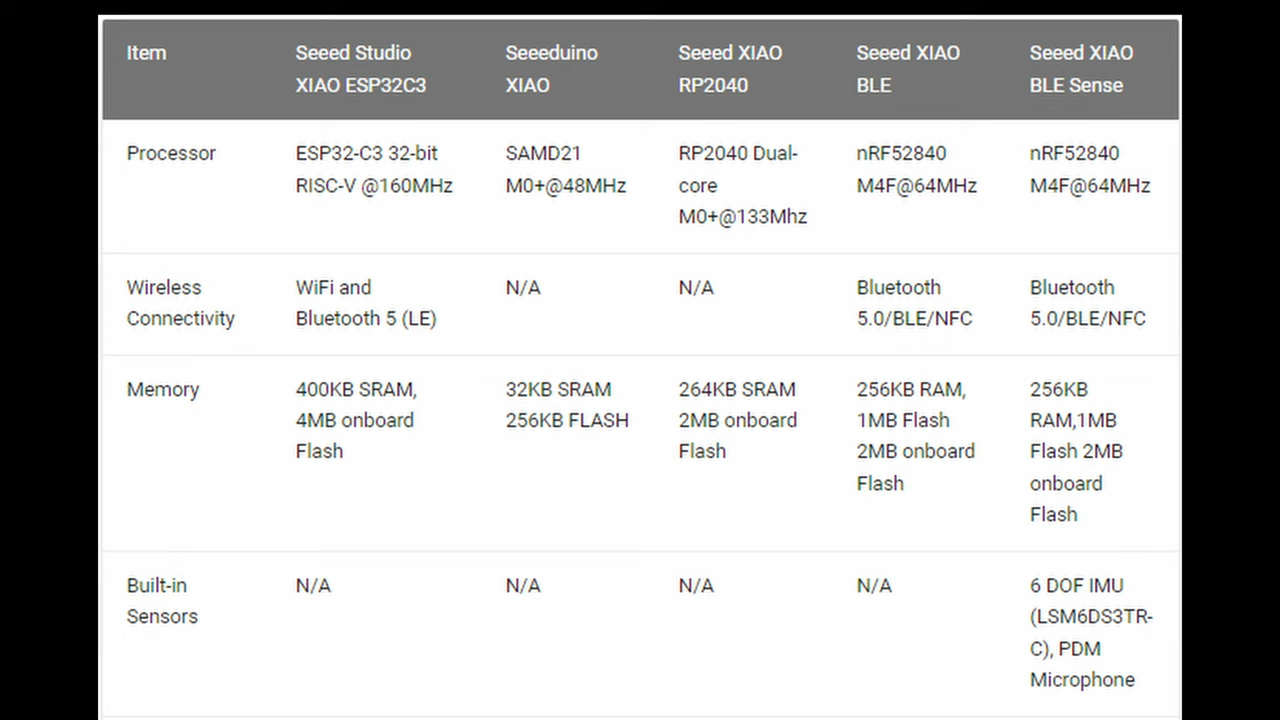 Item
Seeed Studio
XIAO ESP32C3
Seeeduino
XIAO
Seeed XIAO
RP2040
Seeed XIAO
BLE
Seeed XIAO
BLE Sense
Processor
ESP32-C3 32-bit
RISC-V @160MHz
SAMD21
M0+@48MHz
RP2040 Dual-
core
M0+@133Mhz
nRF52840
M4F@64MHz
nRF52840
M4F@64MHz
Wireless
Connectivity
WiFi and
Bluetooth 5 (LE)
N/A
N/A
Bluetooth
5.0/BLE/NFC
Bluetooth
5.0/BLE/NFC
Memory
400KB SRAM,
4MB onboard
Flash
32KB SRAM
256KB FLASH
264KB SRAM
2MB onboard
Flash
256KB RAM,
1MB Flash
2MB onboard
Flash
256KB
RAM,1MB
Flash 2MB
onboard
Flash
Built-in
Sensors
N/A
N/A
N/A
N/A
6 DOF IMU
(LSM6DS3TR-
C), PDM
Microphone